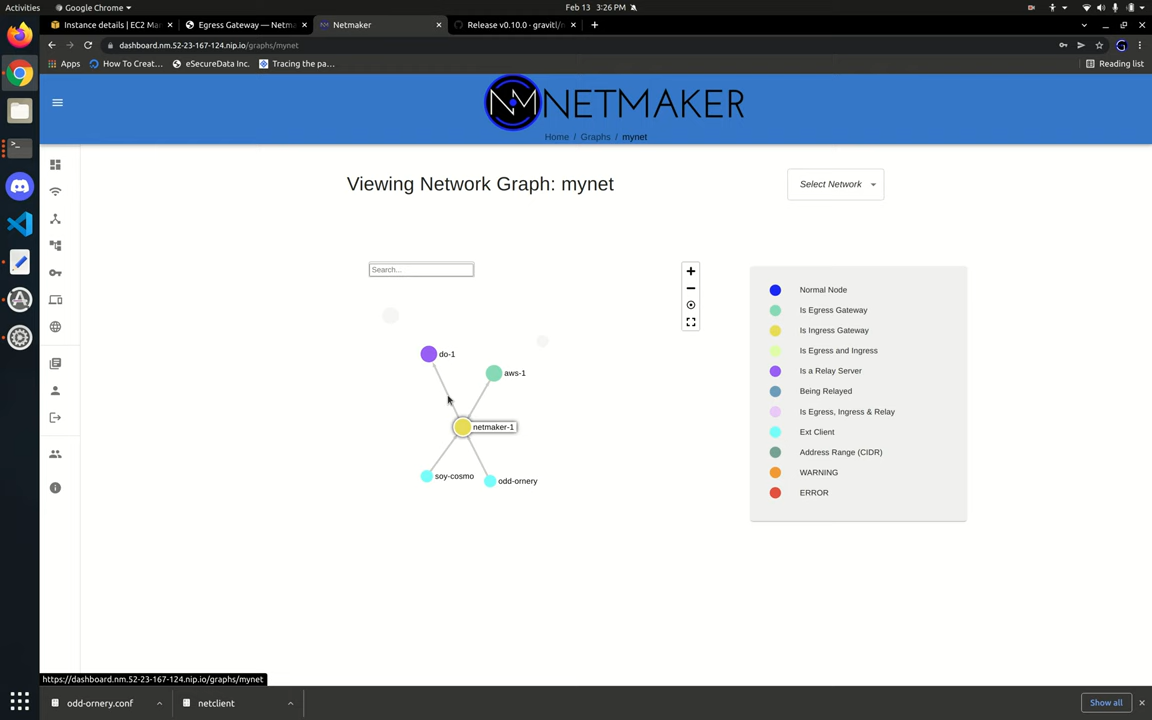 Activities
Google Chrome
Feb 13 3:26 PM
Instance details | EC2 Mar
Egress Gateway — Netm
Netmaker
Release v0.10.0 · gravitl/n
dashboard.nm.52-23-167-124.nip.io/graphs/mynet
Apps
How To Creat...
eSecureData Inc.
Tracing the pa...
Reading list
NM NETMAKER
Home / Graphs / mynet
Viewing Network Graph: mynet
Select Network
Search...
do-1
aws-1
netmaker-1
soy-cosmo
odd-ornery
Normal Node
Is Egress Gateway
Is Ingress Gateway
Is Egress and Ingress
Is a Relay Server
Being Relayed
Is Egress, Ingress & Relay
Ext Client
Address Range (CIDR)
WARNING
ERROR
https://dashboard.nm.52-23-167-124.nip.io/graphs/mynet
odd-ornery.conf
netclient
Show all